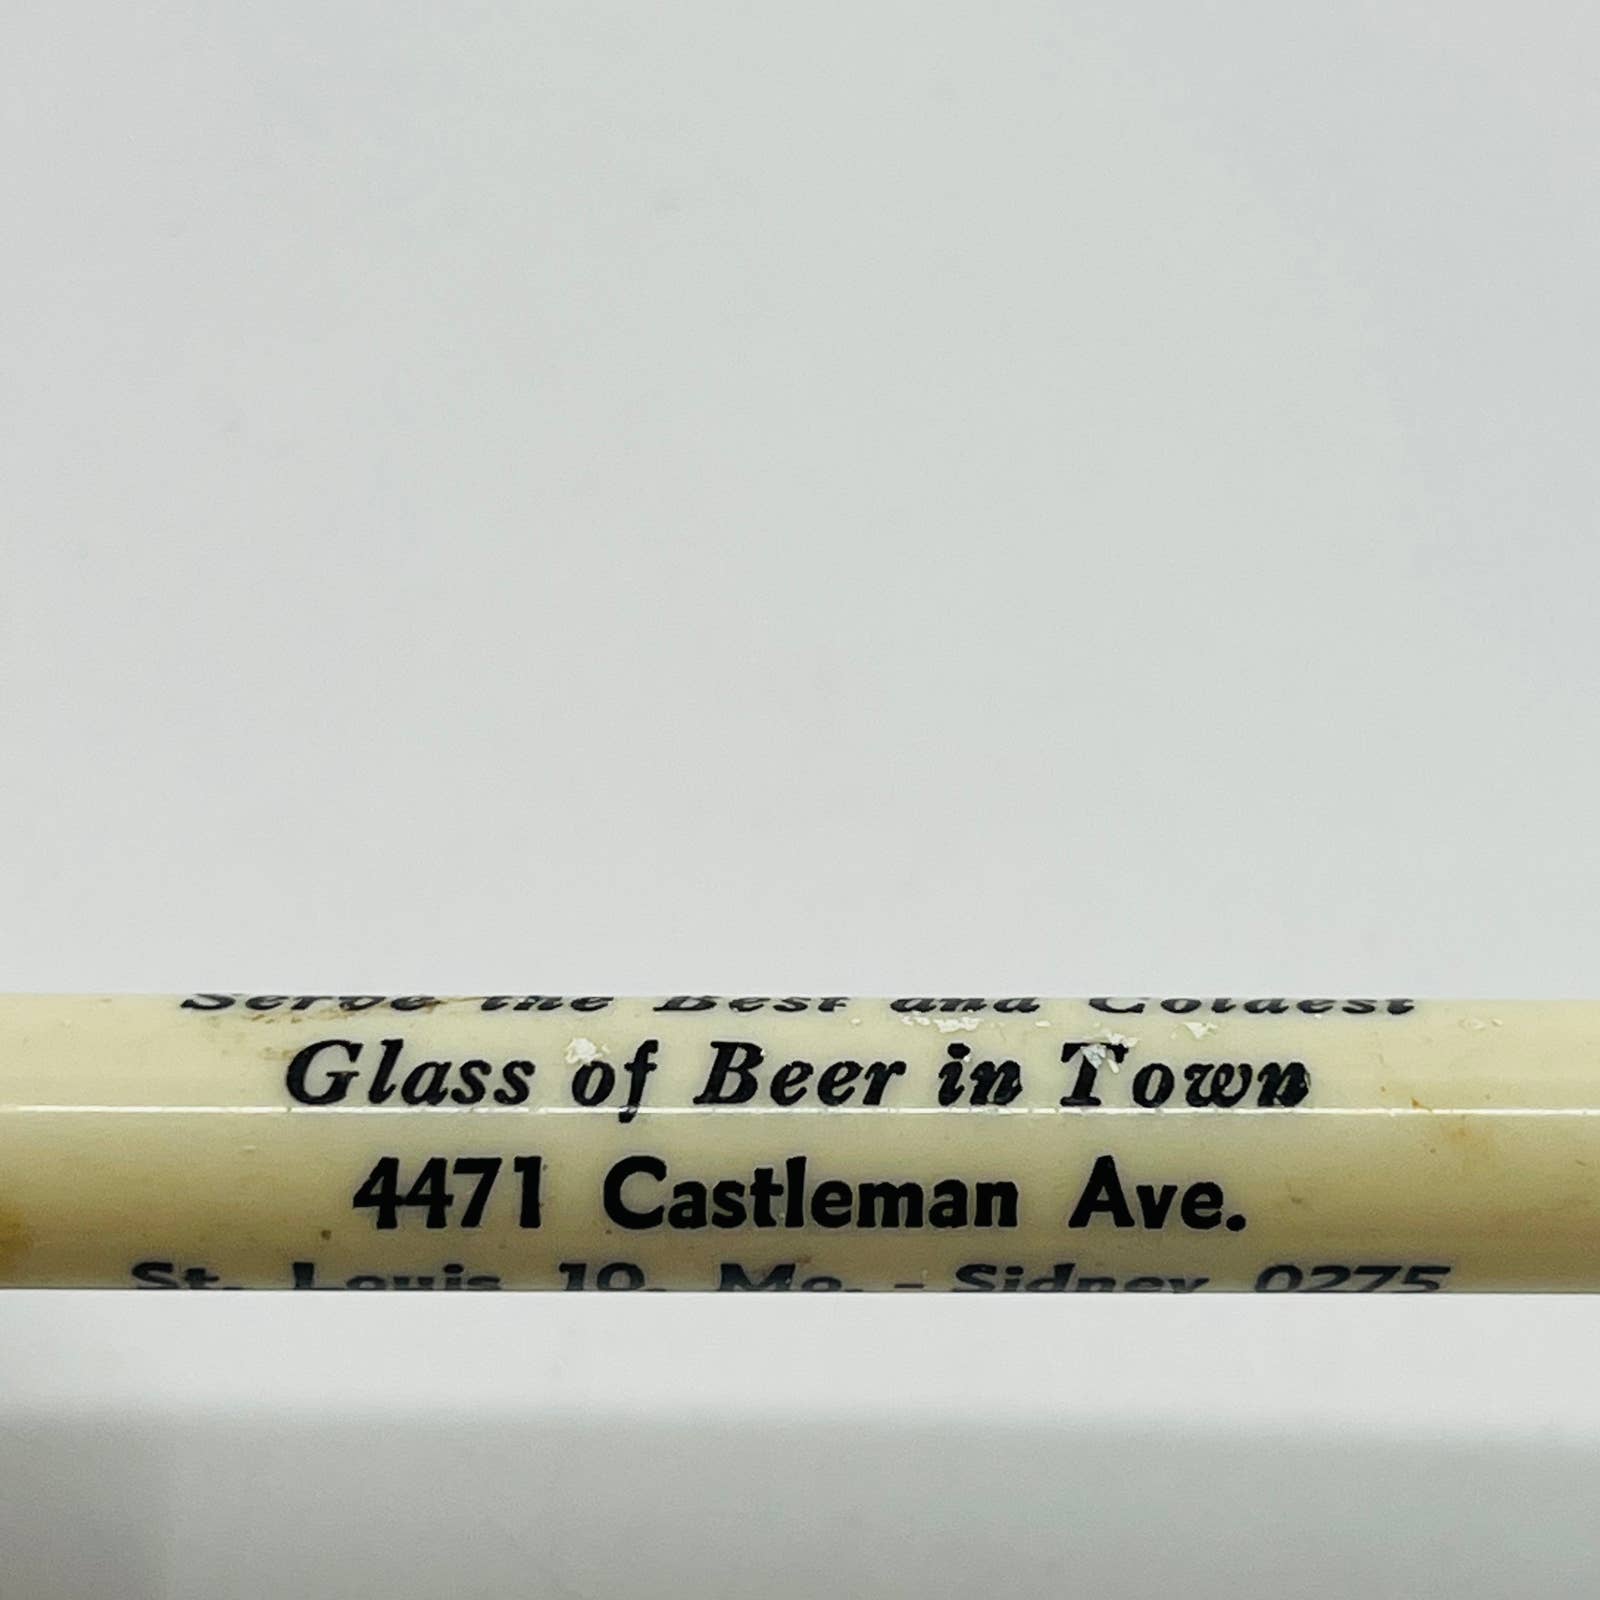 Serve the Best and Coldest
Glass of Beer in Town
4471 Castleman Ave.
St. Louis 10, Mo. - Sidney 0275